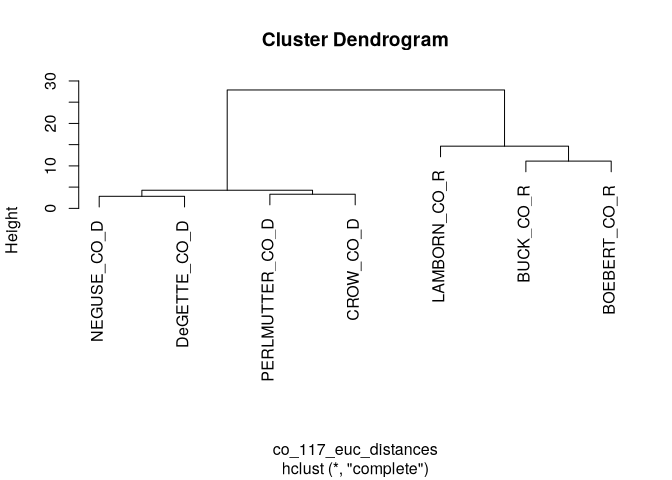 Cluster Dendrogram
30
20
10
0
Height
NEGUSE_CO_D
DeGETTE_CO_D
PERLMUTTER_CO_D
CROW_CO_D
LAMBORN_CO_R
BUCK_CO_R
BOEBERT_CO_R
co_117_euc_distances
hclust (*, "complete")